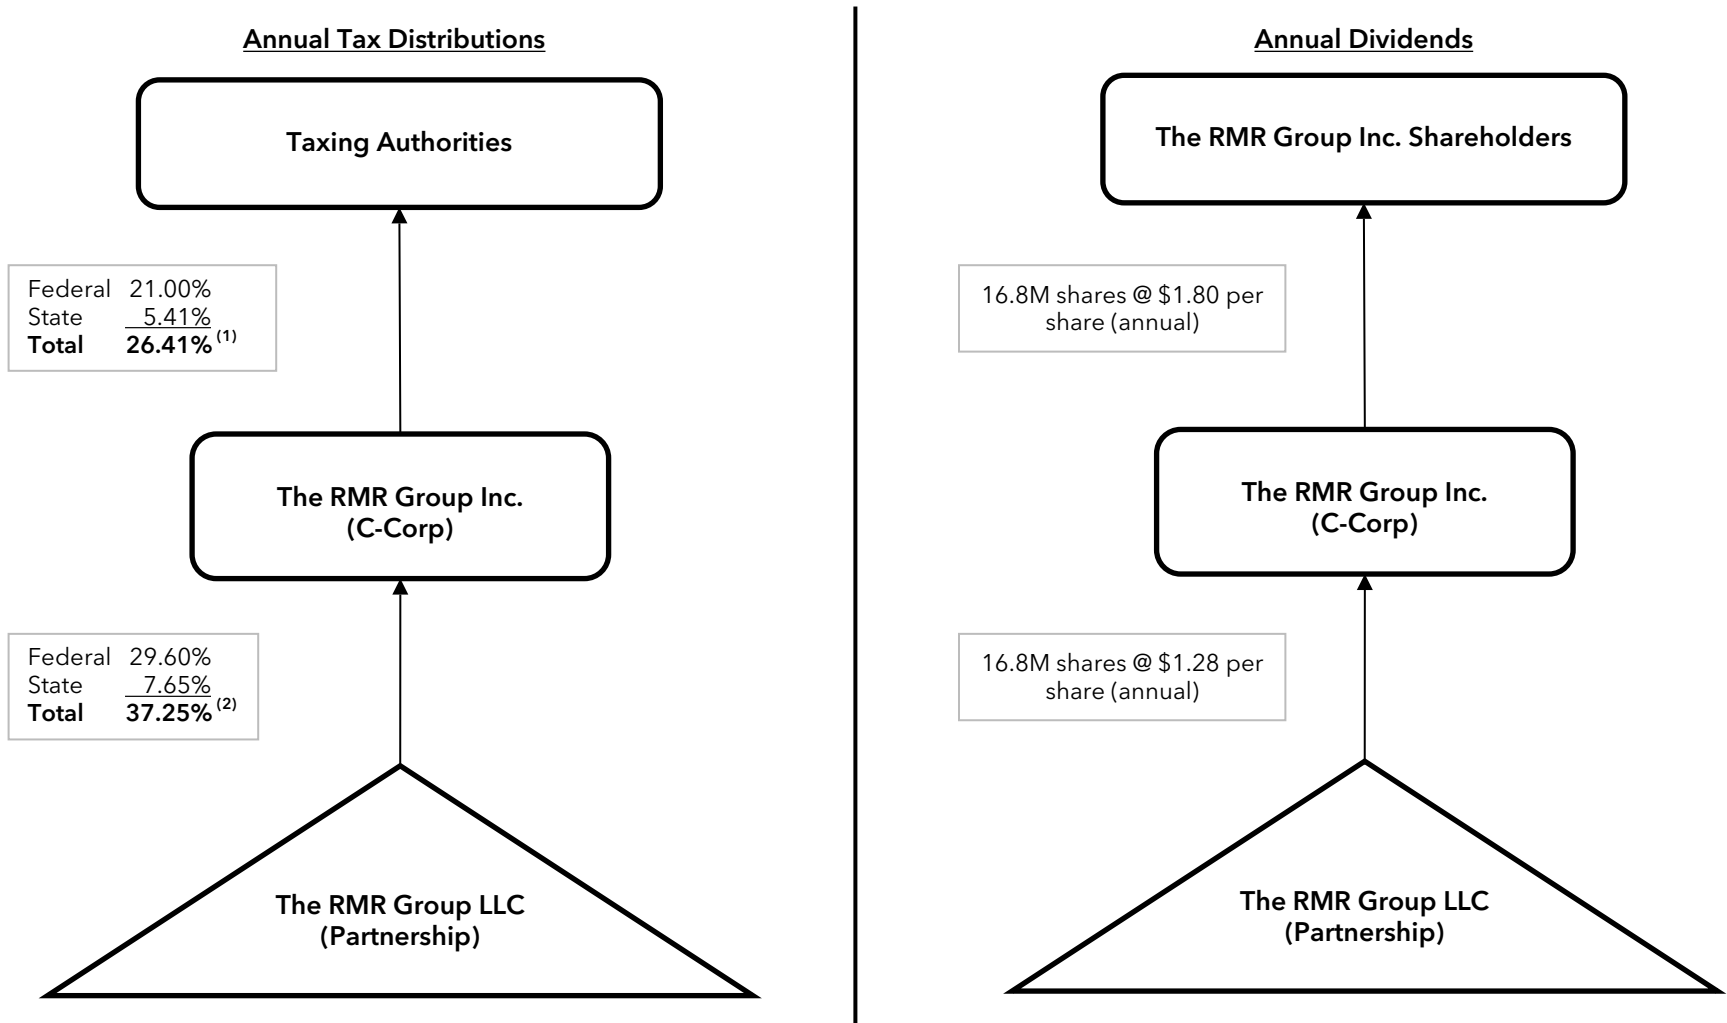 Annual Tax Distributions
Taxing Authorities
Federal 21.00%
State 5.41%
Total 26.41% (1)
The RMR Group Inc.
(C-Corp)
Federal 29.60%
State 7.65%
Total 37.25% (2)
The RMR Group LLC
(Partnership)
Annual Dividends
The RMR Group Inc. Shareholders
16.8M shares @ $1.80 per
share (annual)
The RMR Group Inc.
(C-Corp)
16.8M shares @ $1.28 per
share (annual)
The RMR Group LLC
(Partnership)